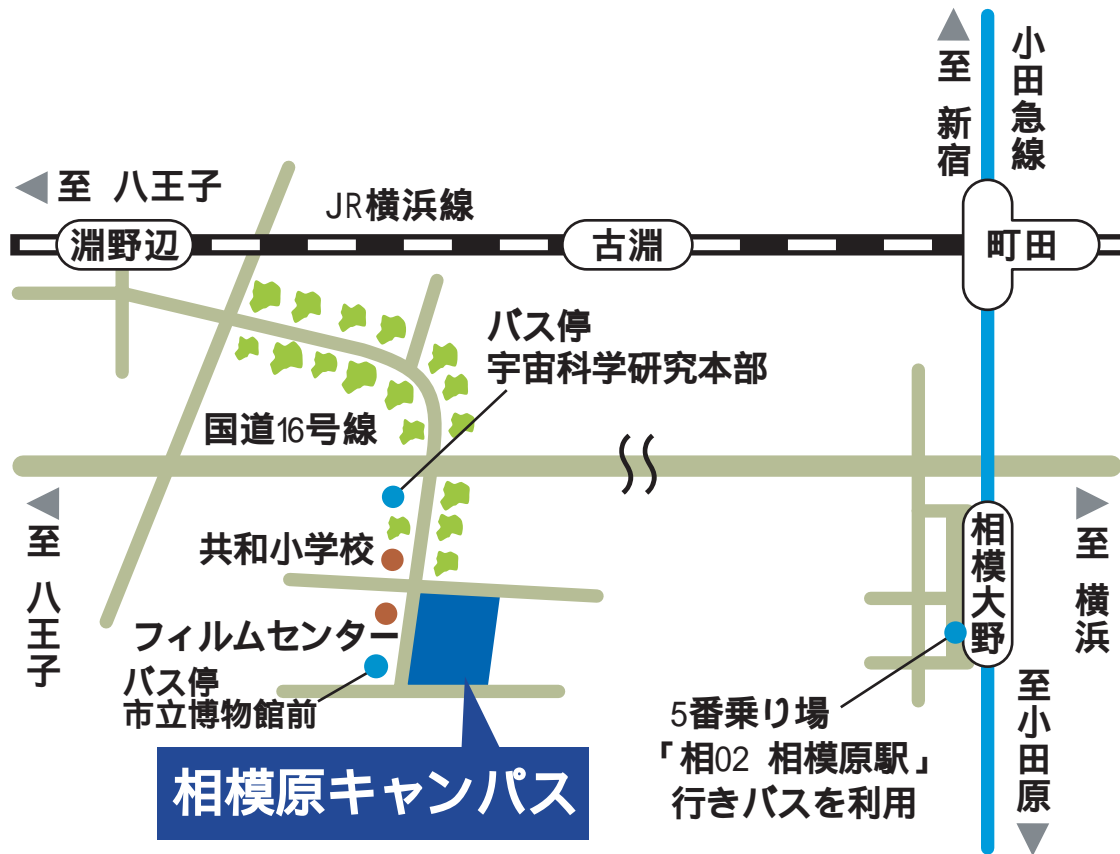 至 新宿
小田急線
至 八王子
JR横浜線
淵野辺
古淵
町田
バス停
宇宙科学研究本部
国道16号線
至 八王子
共和小学校
フィルムセンター
バス停
市立博物館前
相模原キャンパス
相模大野
至 横浜
5番乗り場
「相02 相模原駅」
行きバスを利用
至小田原